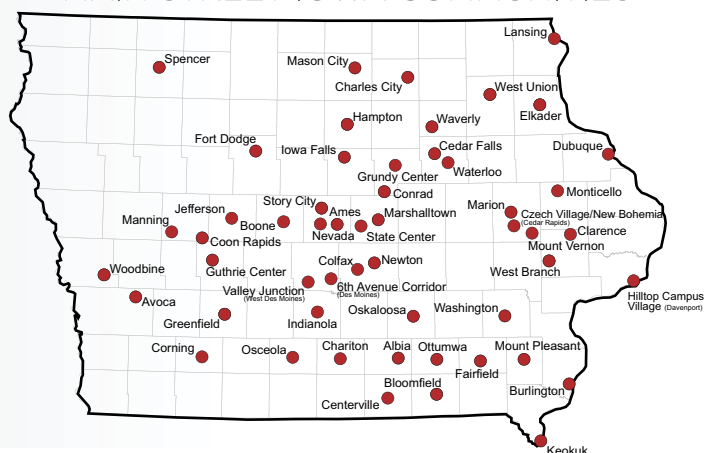 Lansing
Spencer
Mason City
Charles City
West Union
Elkader
Hampton
Waverly
Fort Dodge
Iowa Falls
Cedar Falls
Waterloo
Dubuque
Grundy Center
Conrad
Monticello
Jefferson
Story City
Marion
Manning
Boone
Ames
Marshalltown
Czech Village/New Bohemia
(Cedar Rapids)
Clarence
Coon Rapids
Nevada
State Center
Mount Vernon
Woodbine
Guthrie Center
Colfax
Newton
West Branch
Avoca
Valley Junction
(West Des Moines)
6th Avenue Corridor
(Des Moines)
Hilltop Campus
Village (Davenport)
Greenfield
Indianola
Oskaloosa
Washington
Corning
Osceola
Chariton
Albia
Ottumwa
Mount Pleasant
Fairfield
Bloomfield
Burlington
Centerville
Keokuk